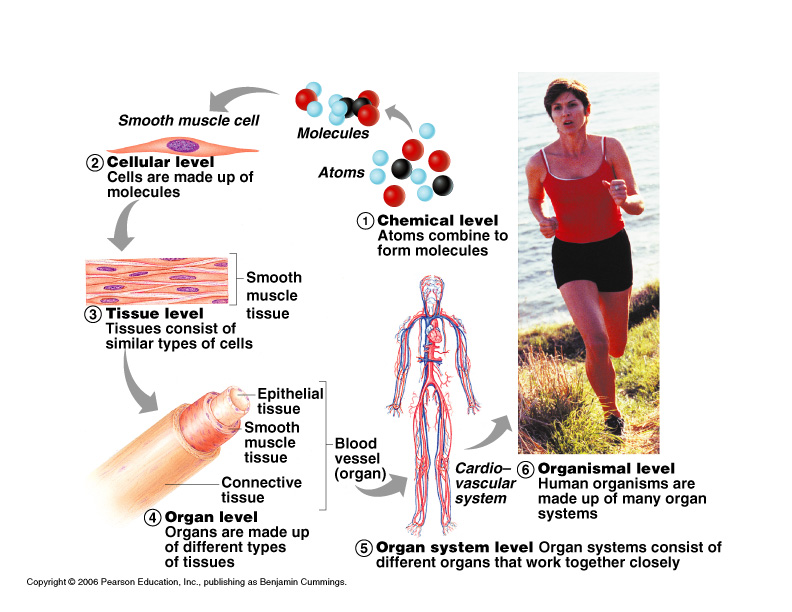 Smooth muscle cell
Molecules
Atoms
① Chemical level
Atoms combine to
form molecules
② Cellular level
Cells are made up of
molecules
Smooth
muscle
tissue
③ Tissue level
Tissues consist of
similar types of cells
Epithelial
tissue
Smooth
muscle
tissue
Connective
tissue
Blood
vessel
(organ)
④ Organ level
Organs are made up
of different types
of tissues
Cardio–
vascular
system
⑤ Organ system level Organ systems consist of
different organs that work together closely
⑥ Organismal level
Human organisms are
made up of many organ
systems
Copyright © 2006 Pearson Education, Inc., publishing as Benjamin Cummings.